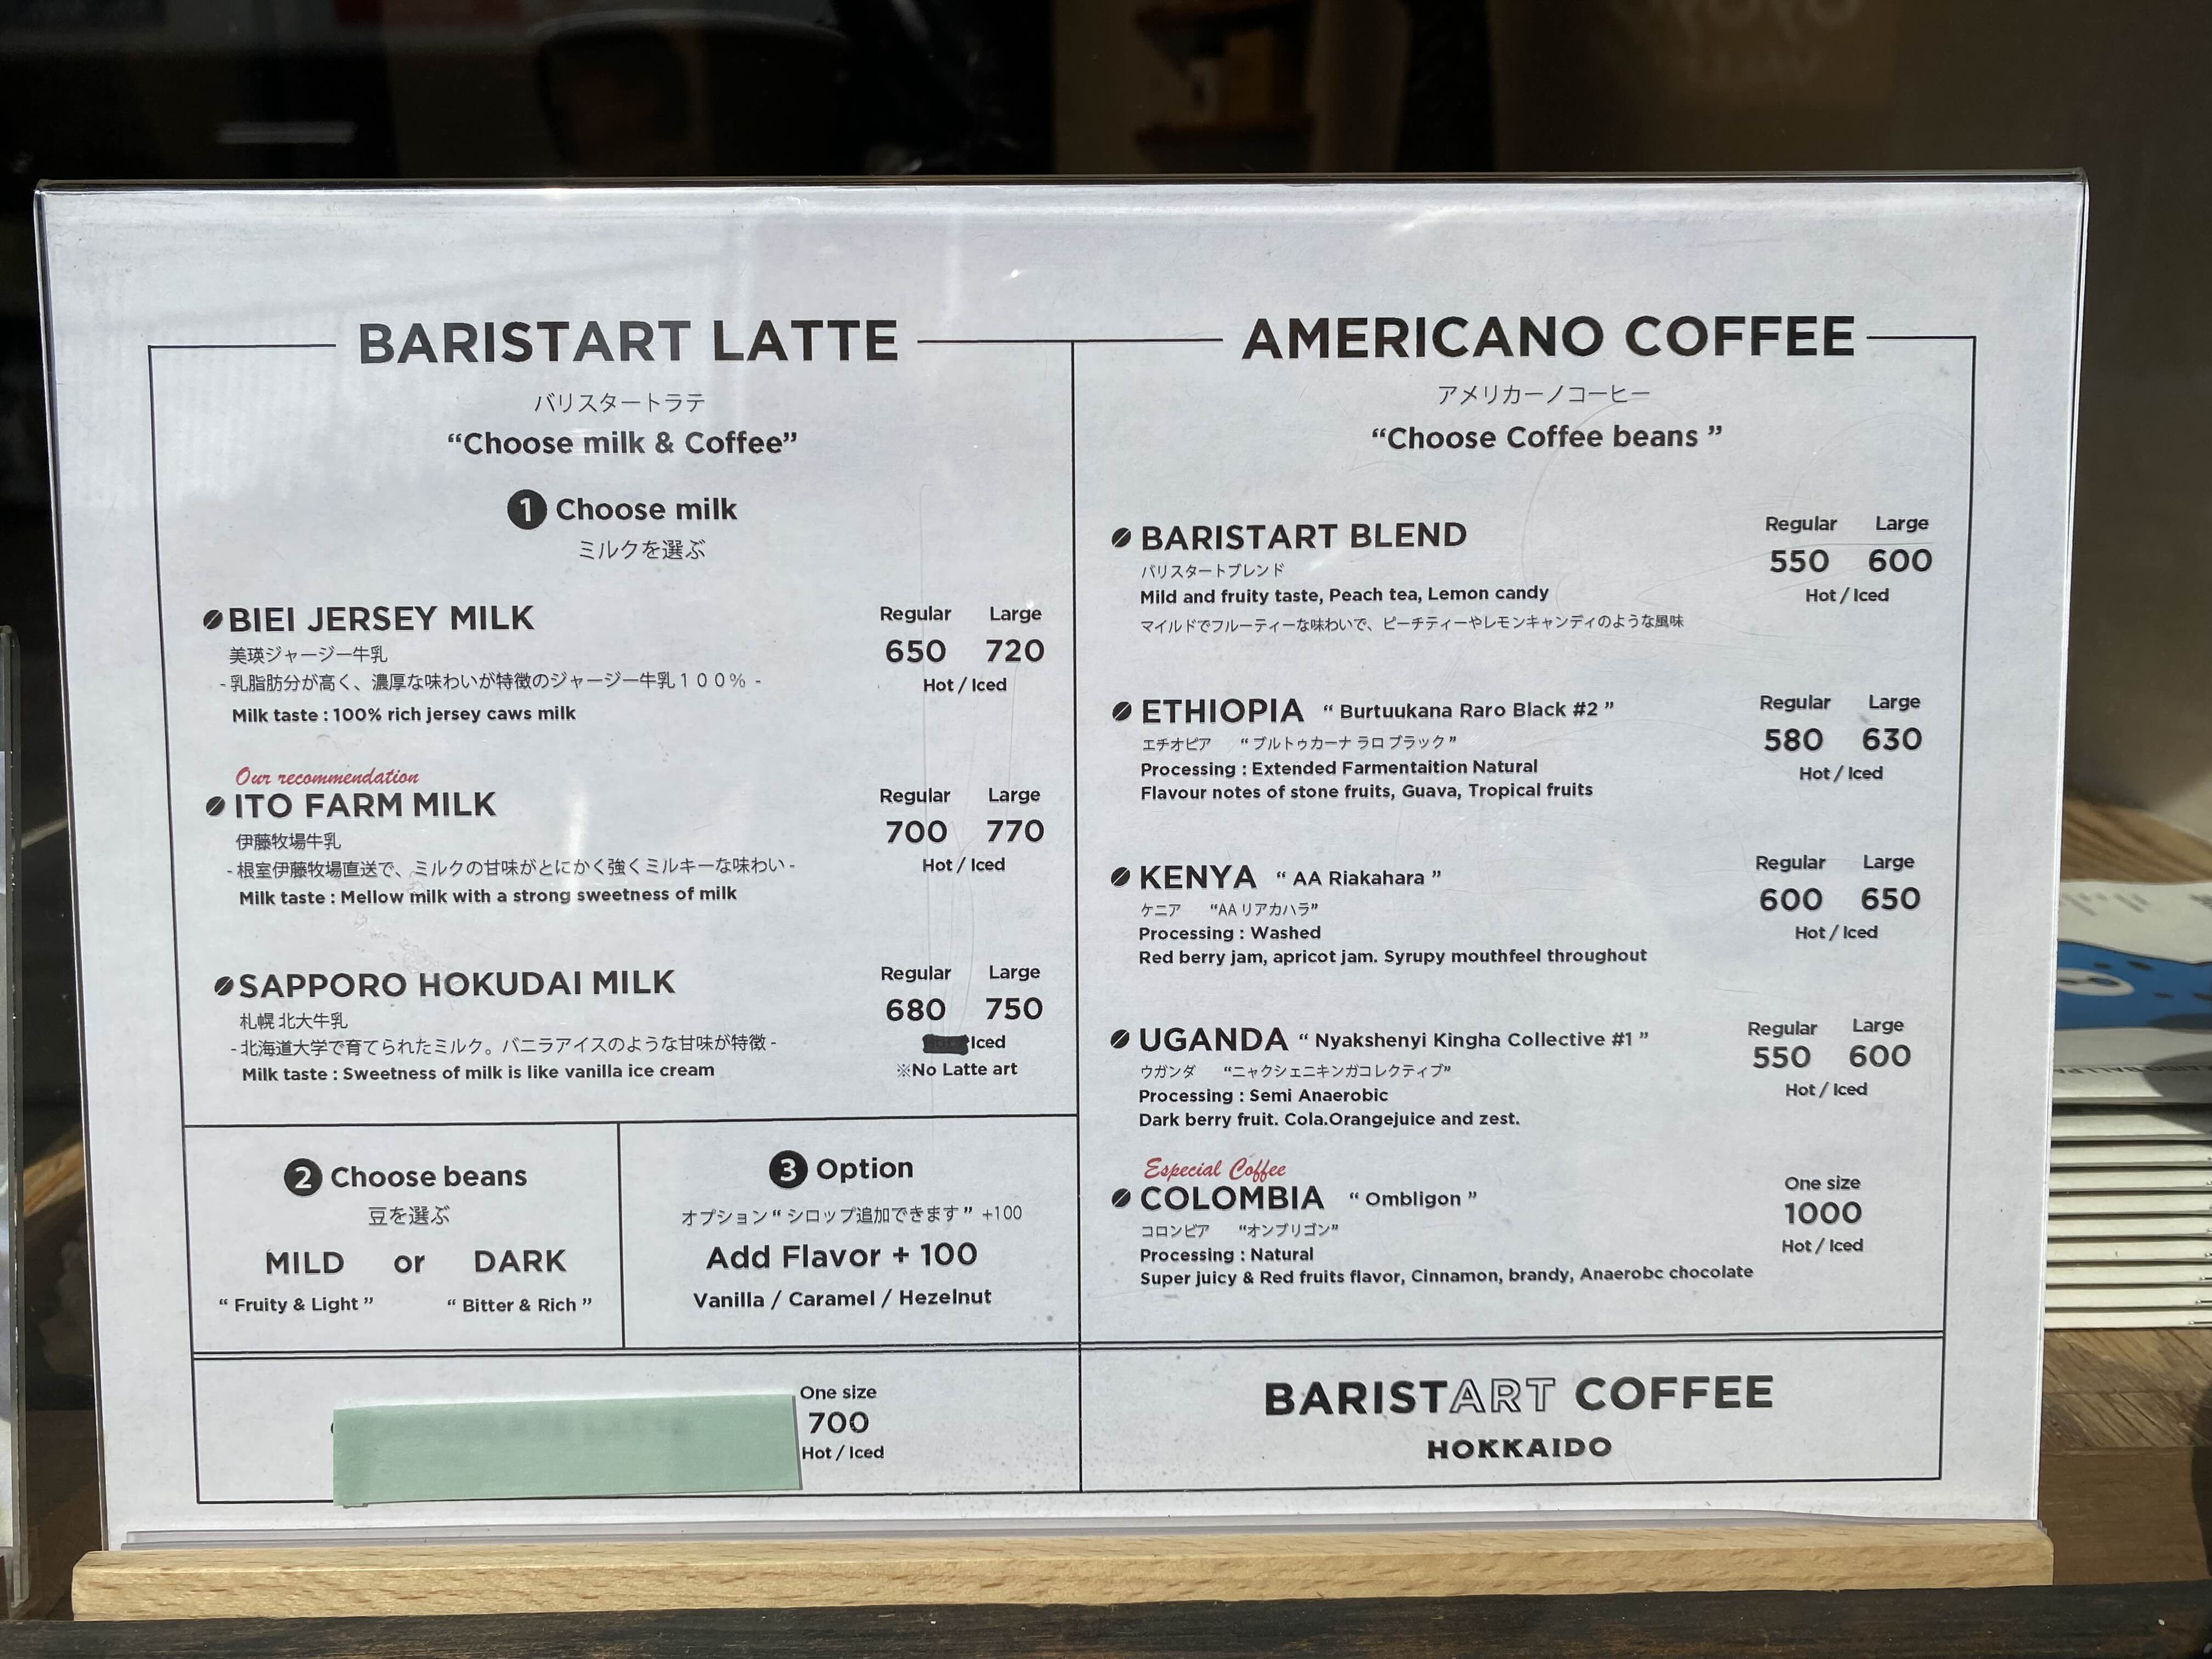 BARISTART LATTE
バリスタートラテ
“Choose milk & Coffee”
1 Choose milk
ミルクを選ぶ
BIEI JERSEY MILK
美瑛ジャージー牛乳
- 乳脂肪分が高く、濃厚な味わいが特徴のジャージー牛乳１００％ -
Milk taste : 100% rich jersey caws milk
Regular Large
650 720
Hot / Iced
Our recommendation
ITO FARM MILK
伊藤牧場牛乳
- 根室伊藤牧場直送で、ミルクの甘味がとにかく強くミルキーな味わい -
Milk taste : Mellow milk with a strong sweetness of milk
Regular Large
700 770
Hot / Iced
SAPPORO HOKUDAI MILK
札幌 北大牛乳
- 北海道大学で育てられたミルク。バニラアイスのような甘味が特徴 -
Milk taste : Sweetness of milk is like vanilla ice cream
Regular Large
680 750
Iced
※No Latte art
2 Choose beans
豆を選ぶ
MILD or DARK
“ Fruity & Light ” “ Bitter & Rich ”
3 Option
オプション“ シロップ追加できます” +100
Add Flavor + 100
Vanilla / Caramel / Hezelnut
One size
700
Hot / Iced
AMERICANO COFFEE
アメリカーノコーヒー
“Choose Coffee beans ”
BARISTART BLEND
バリスタートブレンド
Mild and fruity taste, Peach tea, Lemon candy
マイルドでフルーティーな味わいで、ピーチティーやレモンキャンディのような風味
Regular Large
550 600
Hot / Iced
ETHIOPIA “ Burtuukana Raro Black #2 ”
エチオピア “ ブルトゥカーナ ラロ ブラック ”
Processing : Extended Farmentaition Natural
Flavour notes of stone fruits, Guava, Tropical fruits
Regular Large
580 630
Hot / Iced
KENYA “ AA Riakahara ”
ケニア “AA リアカハラ”
Processing : Washed
Red berry jam, apricot jam. Syrupy mouthfeel throughout
Regular Large
600 650
Hot / Iced
UGANDA “ Nyakshenyi Kingha Collective #1 ”
ウガンダ “ニャクシェニキンガコレクティブ”
Processing : Semi Anaerobic
Dark berry fruit. Cola.Orangejuice and zest.
Regular Large
550 600
Hot / Iced
Especial Coffee
COLOMBIA “ Ombligon ”
コロンビア “オンブリゴン”
Processing : Natural
Super juicy & Red fruits flavor, Cinnamon, brandy, Anaerobc chocolate
One size
1000
Hot / Iced
BARISTART COFFEE
HOKKAIDO